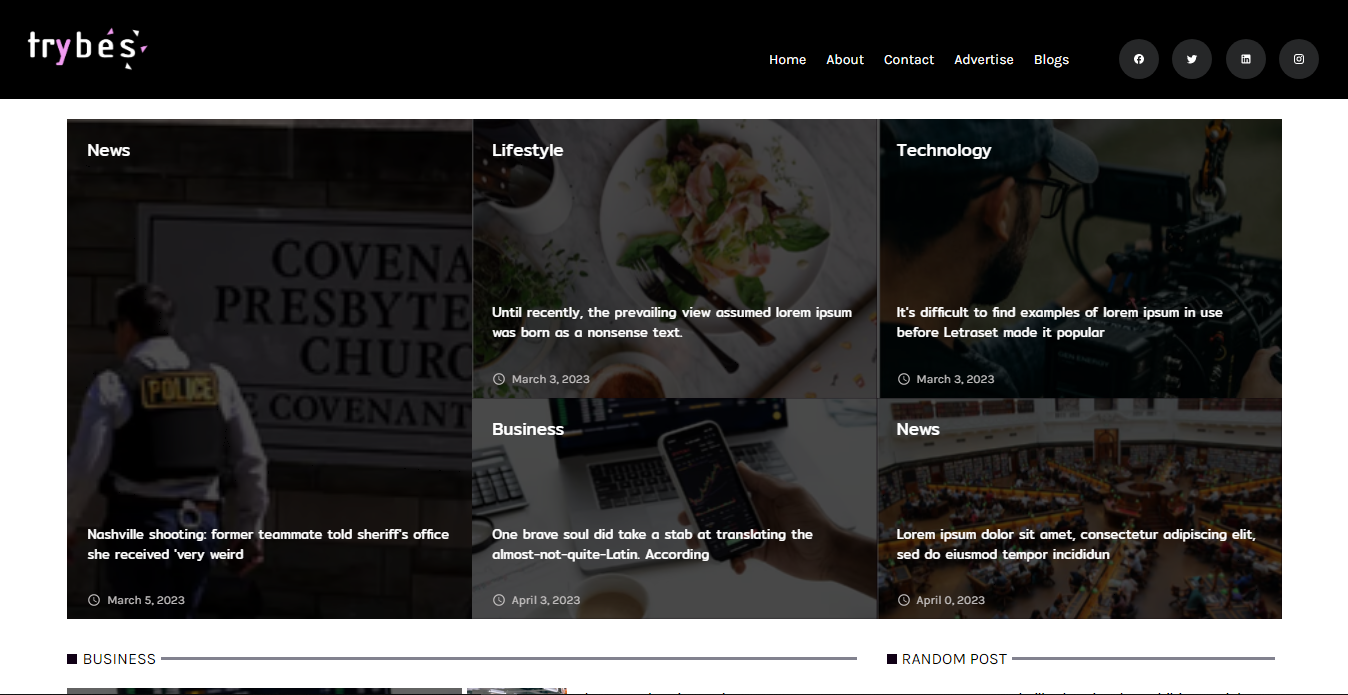 trybes
Home About Contact Advertise Blogs
News
COVENA
PRESBYTE
CHURC
E COVENANT
POLICE
Nashville shooting: former teammate told sheriff's office
she received 'very weird
March 5, 2023
Lifestyle
Until recently, the prevailing view assumed lorem ipsum
was born as a nonsense text.
March 3, 2023
Technology
It's difficult to find examples of lorem ipsum in use
before Letraset made it popular
March 3, 2023
Business
One brave soul did take a stab at translating the
almost-not-quite-Latin. According
April 3, 2023
News
Lorem ipsum dolor sit amet, consectetur adipiscing elit,
sed do eiusmod tempor incididun
April 0, 2023
BUSINESS
RANDOM POST